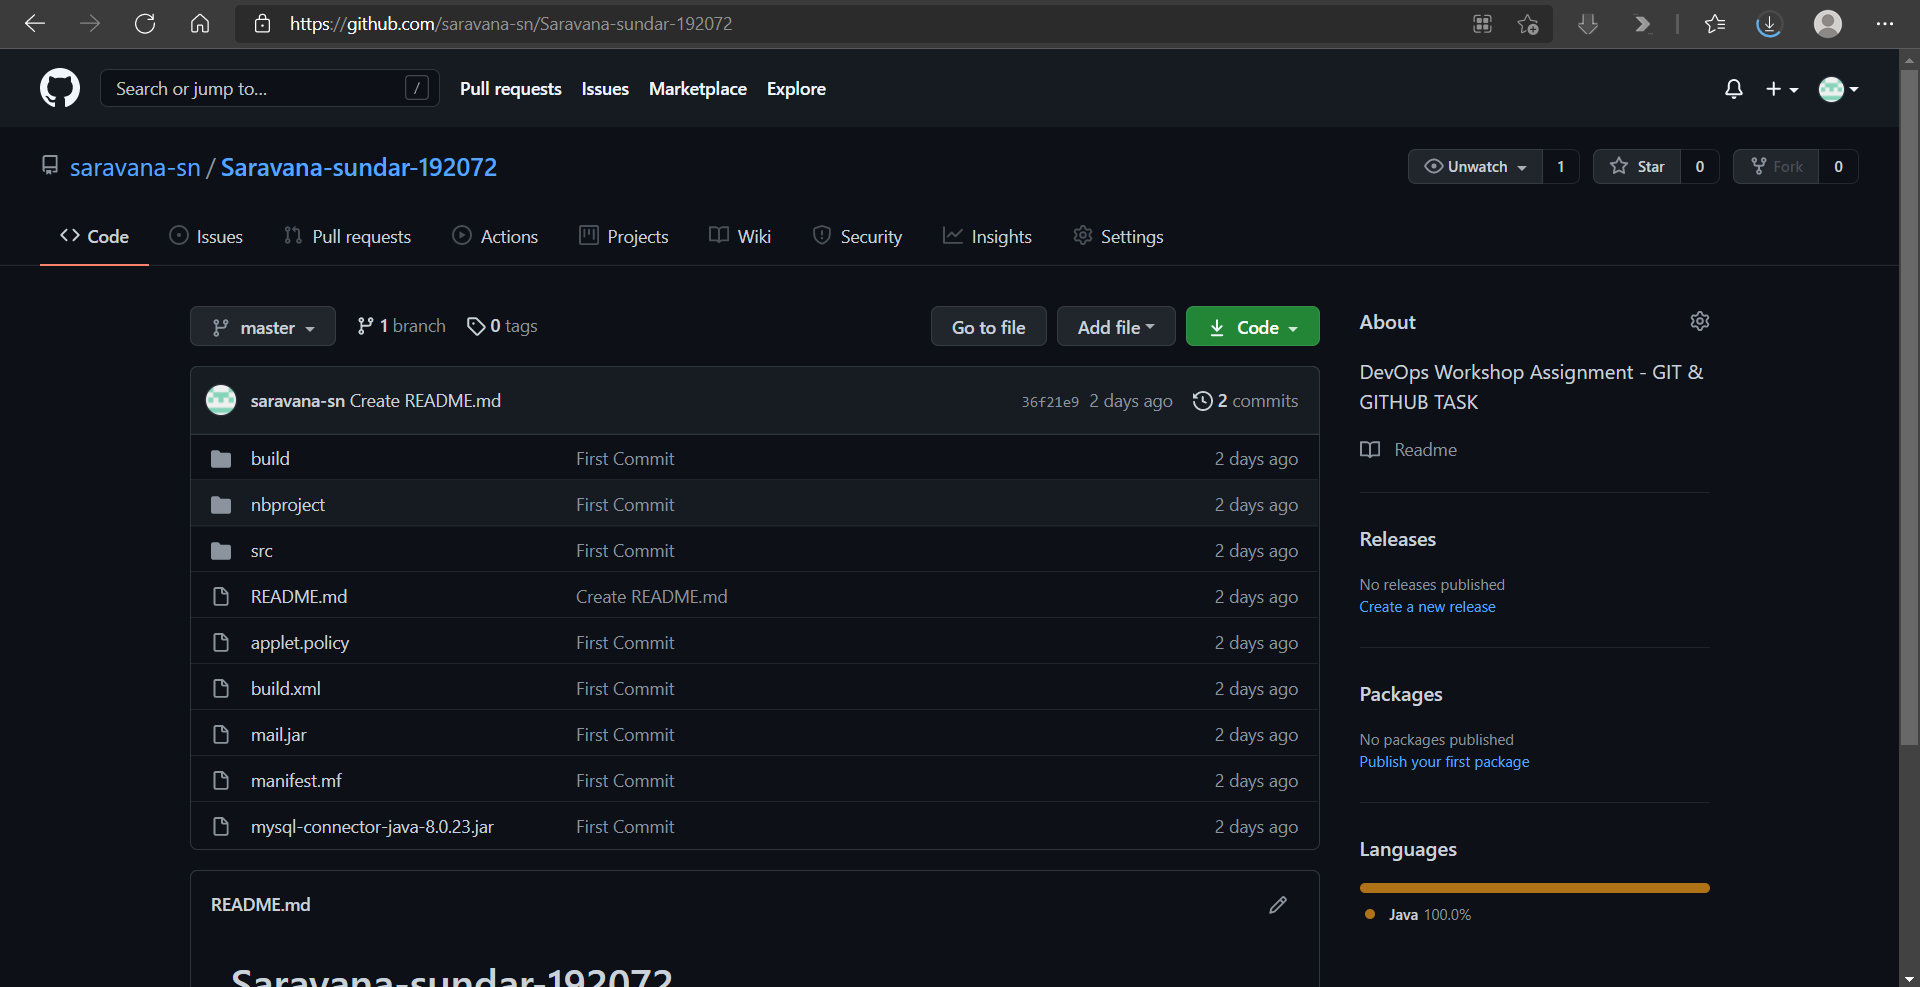 https://github.com/saravana-sn/Saravana-sundar-192072
Search or jump to... /
Pull requests Issues Marketplace Explore
saravana-sn / Saravana-sundar-192072
Unwatch 1 Star 0 Fork 0
Code Issues Pull requests Actions Projects Wiki Security Insights Settings
master 1 branch 0 tags Go to file Add file Code
saravana-sn Create README.md 36f21e9 2 days ago 2 commits
build First Commit 2 days ago
nbproject First Commit 2 days ago
src First Commit 2 days ago
README.md Create README.md 2 days ago
applet.policy First Commit 2 days ago
build.xml First Commit 2 days ago
mail.jar First Commit 2 days ago
manifest.mf First Commit 2 days ago
mysql-connector-java-8.0.23.jar First Commit 2 days ago
README.md
Saravana-sundar-192072
About
DevOps Workshop Assignment - GIT &
GITHUB TASK
Readme
Releases
No releases published
Create a new release
Packages
No packages published
Publish your first package
Languages
Java 100.0%